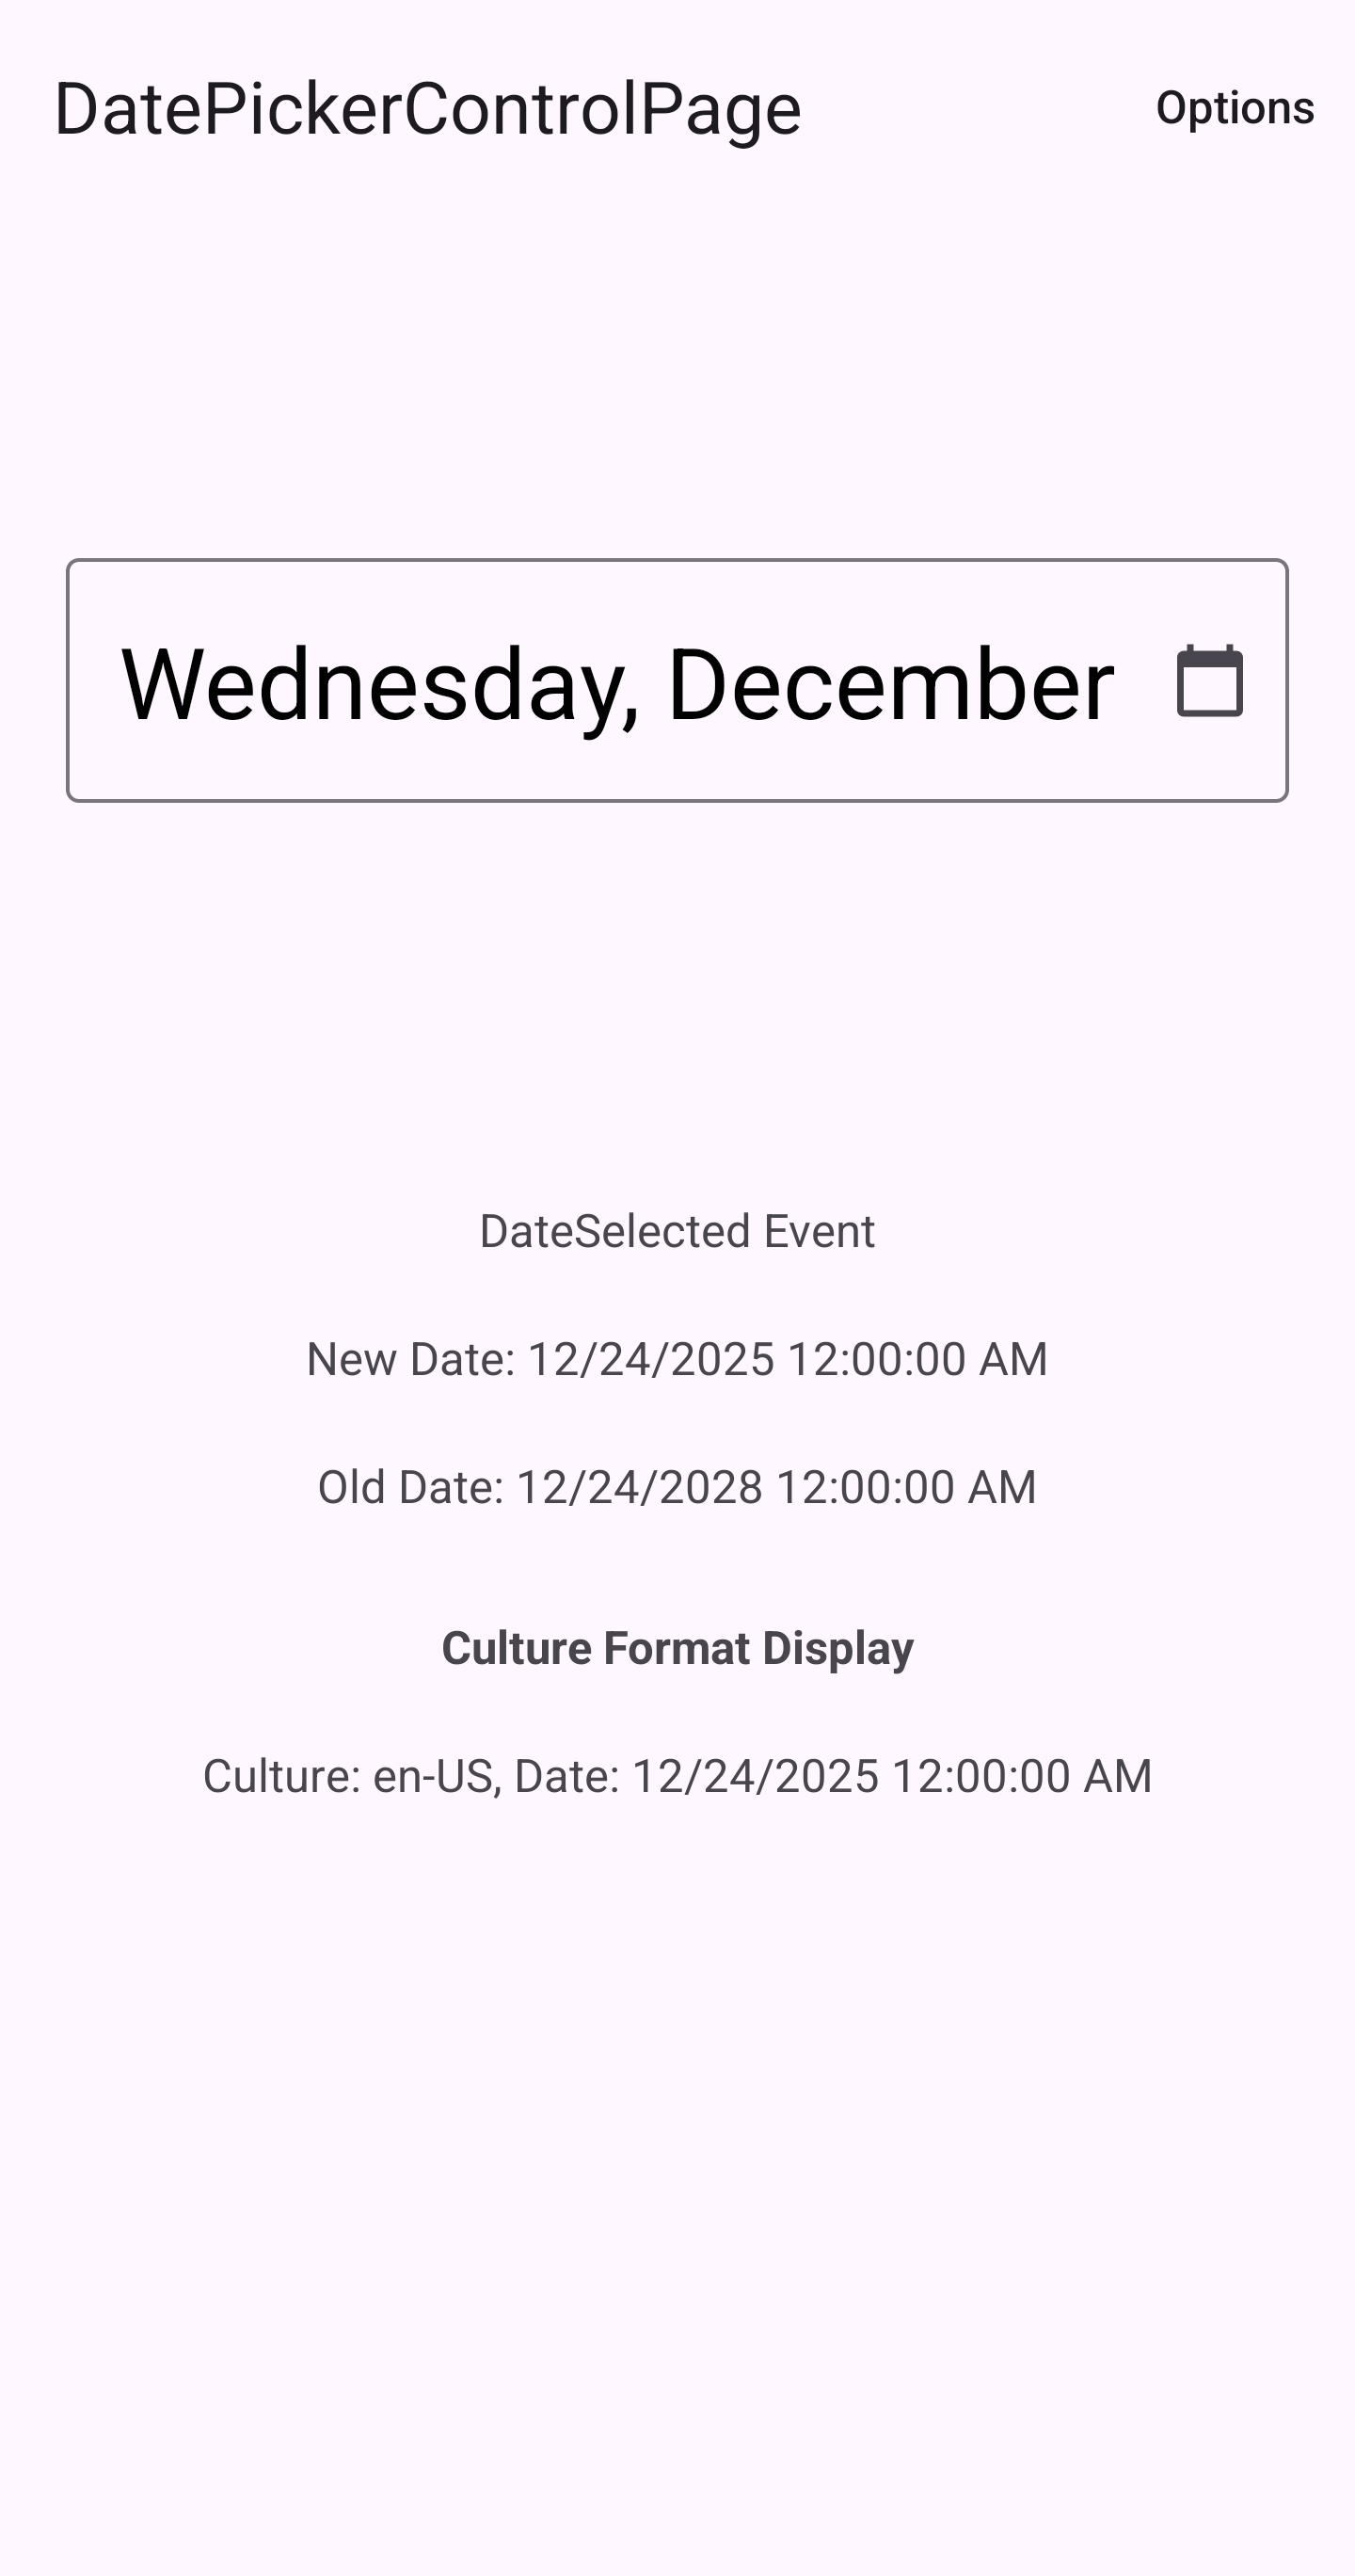 DatePickerControlPage
Options
Wednesday, December
DateSelected Event
New Date: 12/24/2025 12:00:00 AM
Old Date: 12/24/2028 12:00:00 AM
Culture Format Display
Culture: en-US, Date: 12/24/2025 12:00:00 AM